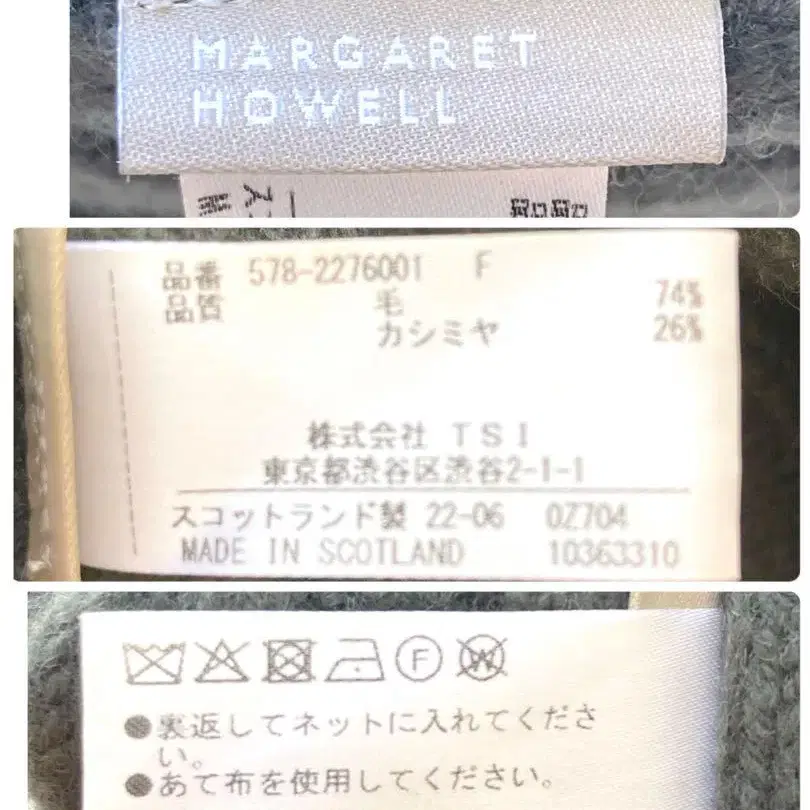 MARGARET
HOWELL
品番 578-2276001 F
品質 毛 74%
カシミヤ 26%
株式会社 TSI
東京都渋谷区渋谷2-1-1
スコットランド製 22-06 0Z704
MADE IN SCOTLAND 10363310
F W
●裏返してネットに入れてくださ
い。
●あて布を使用してください。